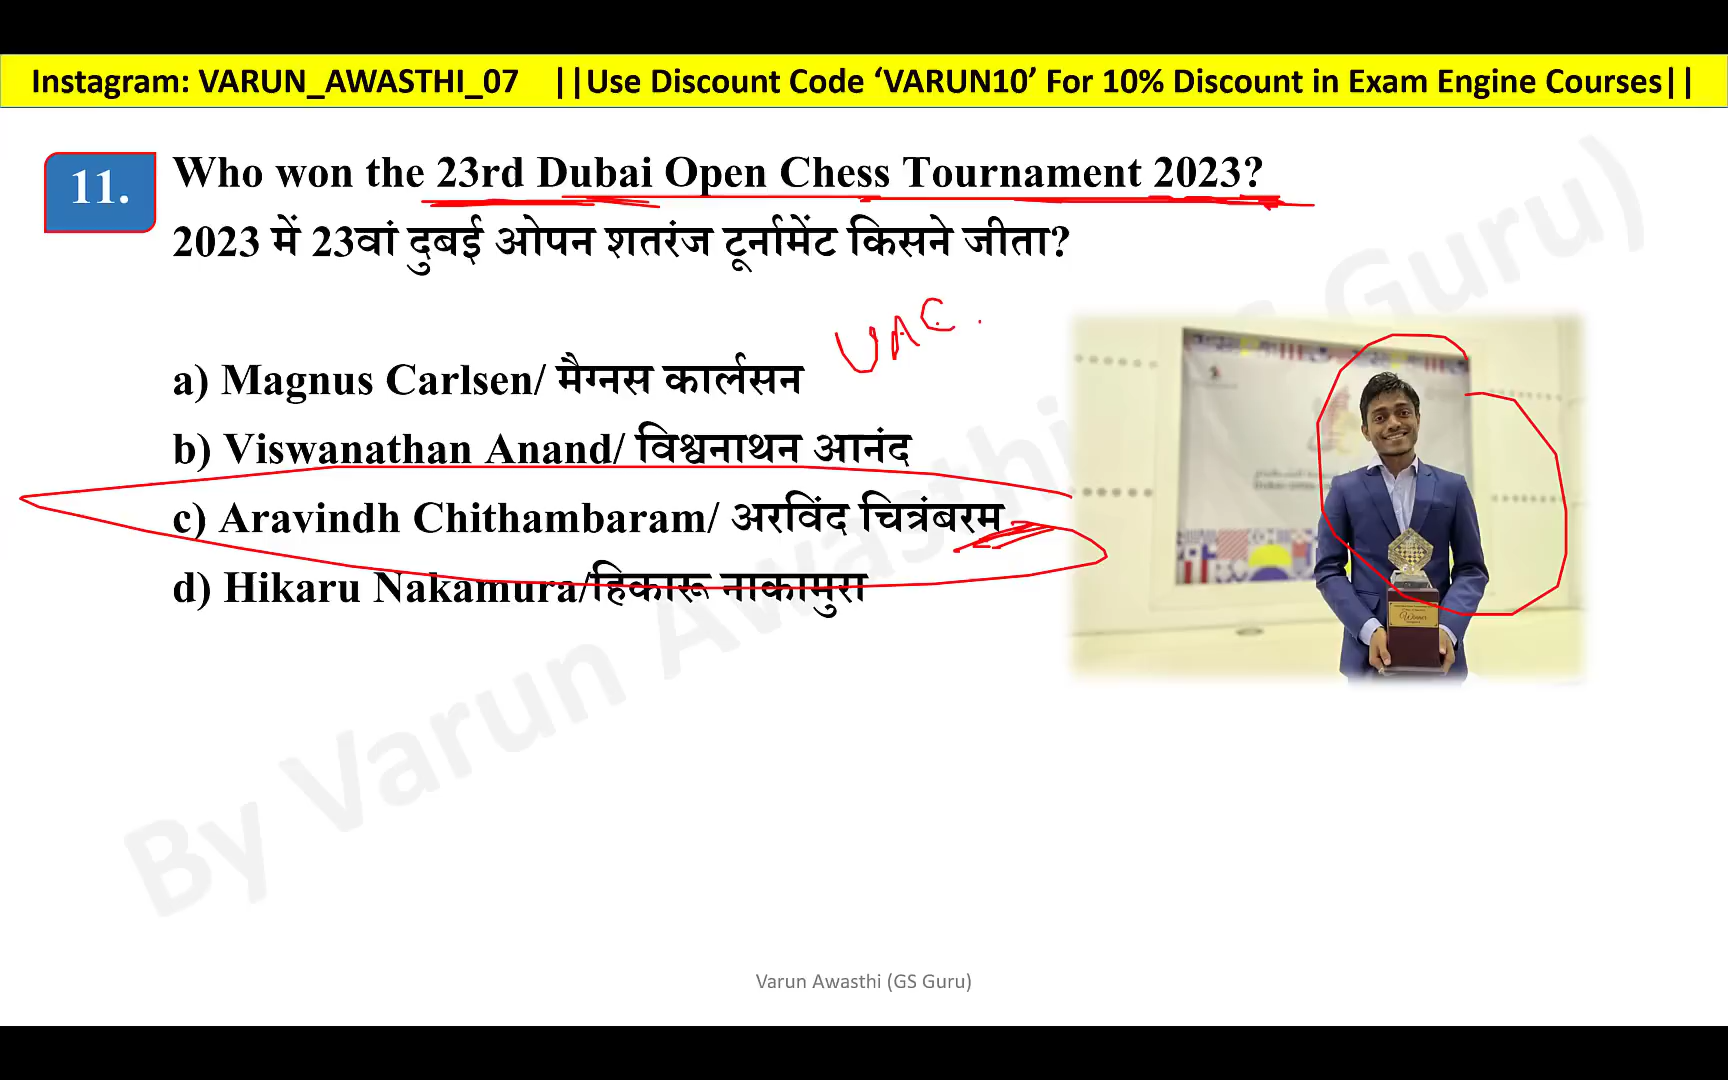 Instagram: VARUN_AWASTHI_07 ||Use Discount Code ‘VARUN10’ For 10% Discount in Exam Engine Courses||
11. Who won the 23rd Dubai Open Chess Tournament 2023?
2023 में 23वां दुबई ओपन शतरंज टूर्नामेंट किसने जीता?
a) Magnus Carlsen/ मैग्नस कार्लसन
b) Viswanathan Anand/ विश्वनाथन आनंद
c) Aravindh Chithambaram/ अरविंद चित्रंबरम
d) Hikaru Nakamura/हिकारू नाकामुरा
Winner
By Varun Awasthi GS Guru)
Varun Awasthi (GS Guru)